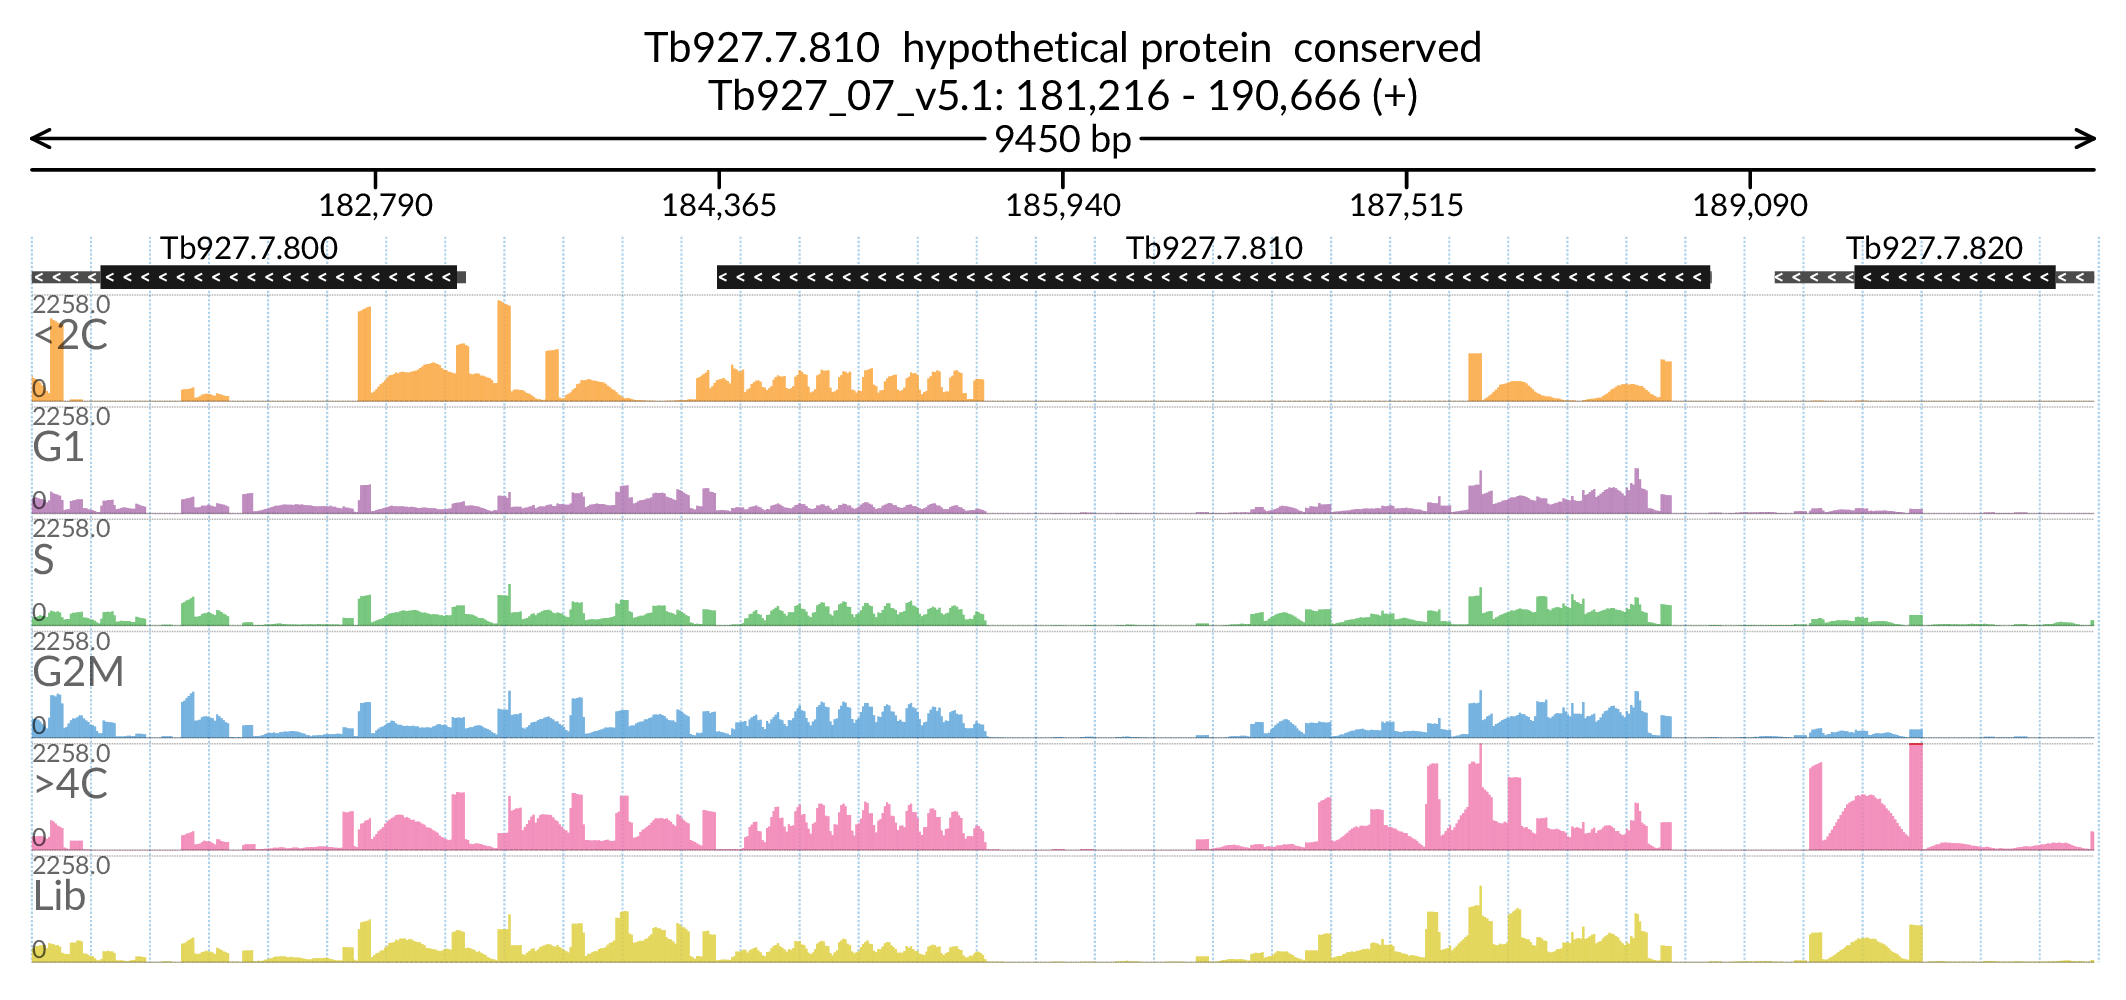 Tb927.7.810 hypothetical protein conserved
Tb927_07_v5.1: 181,216 - 190,666 (+)
9450 bp
182,790 184,365 185,940 187,515 189,090
Tb927.7.800 Tb927.7.810 Tb927.7.820
2258.0
<2C
0
2258.0
G1
0
2258.0
S
0
2258.0
G2M
0
2258.0
>4C
0
2258.0
Lib
0